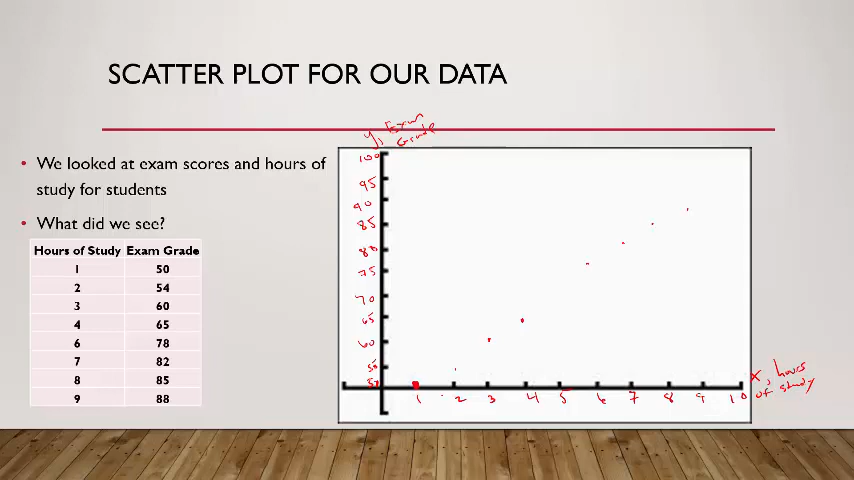 SCATTER PLOT FOR OUR DATA
• We looked at exam scores and hours of
study for students
• What did we see?
Hours of Study Exam Grade
1 50
2 54
3 60
4 65
6 78
7 82
8 85
9 88
y, Exam
Grade
100
95
90
85
80
75
70
65
60
55
50
1 2 3 4 5 6 7 8 9 10
x, hours
of study